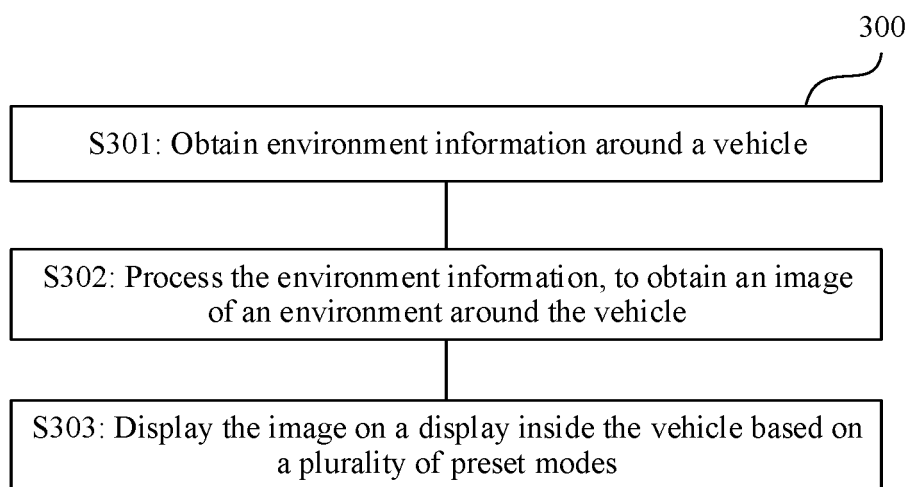 300
S301: Obtain environment information around a vehicle
S302: Process the environment information, to obtain an image
of an environment around the vehicle
S303: Display the image on a display inside the vehicle based on
a plurality of preset modes